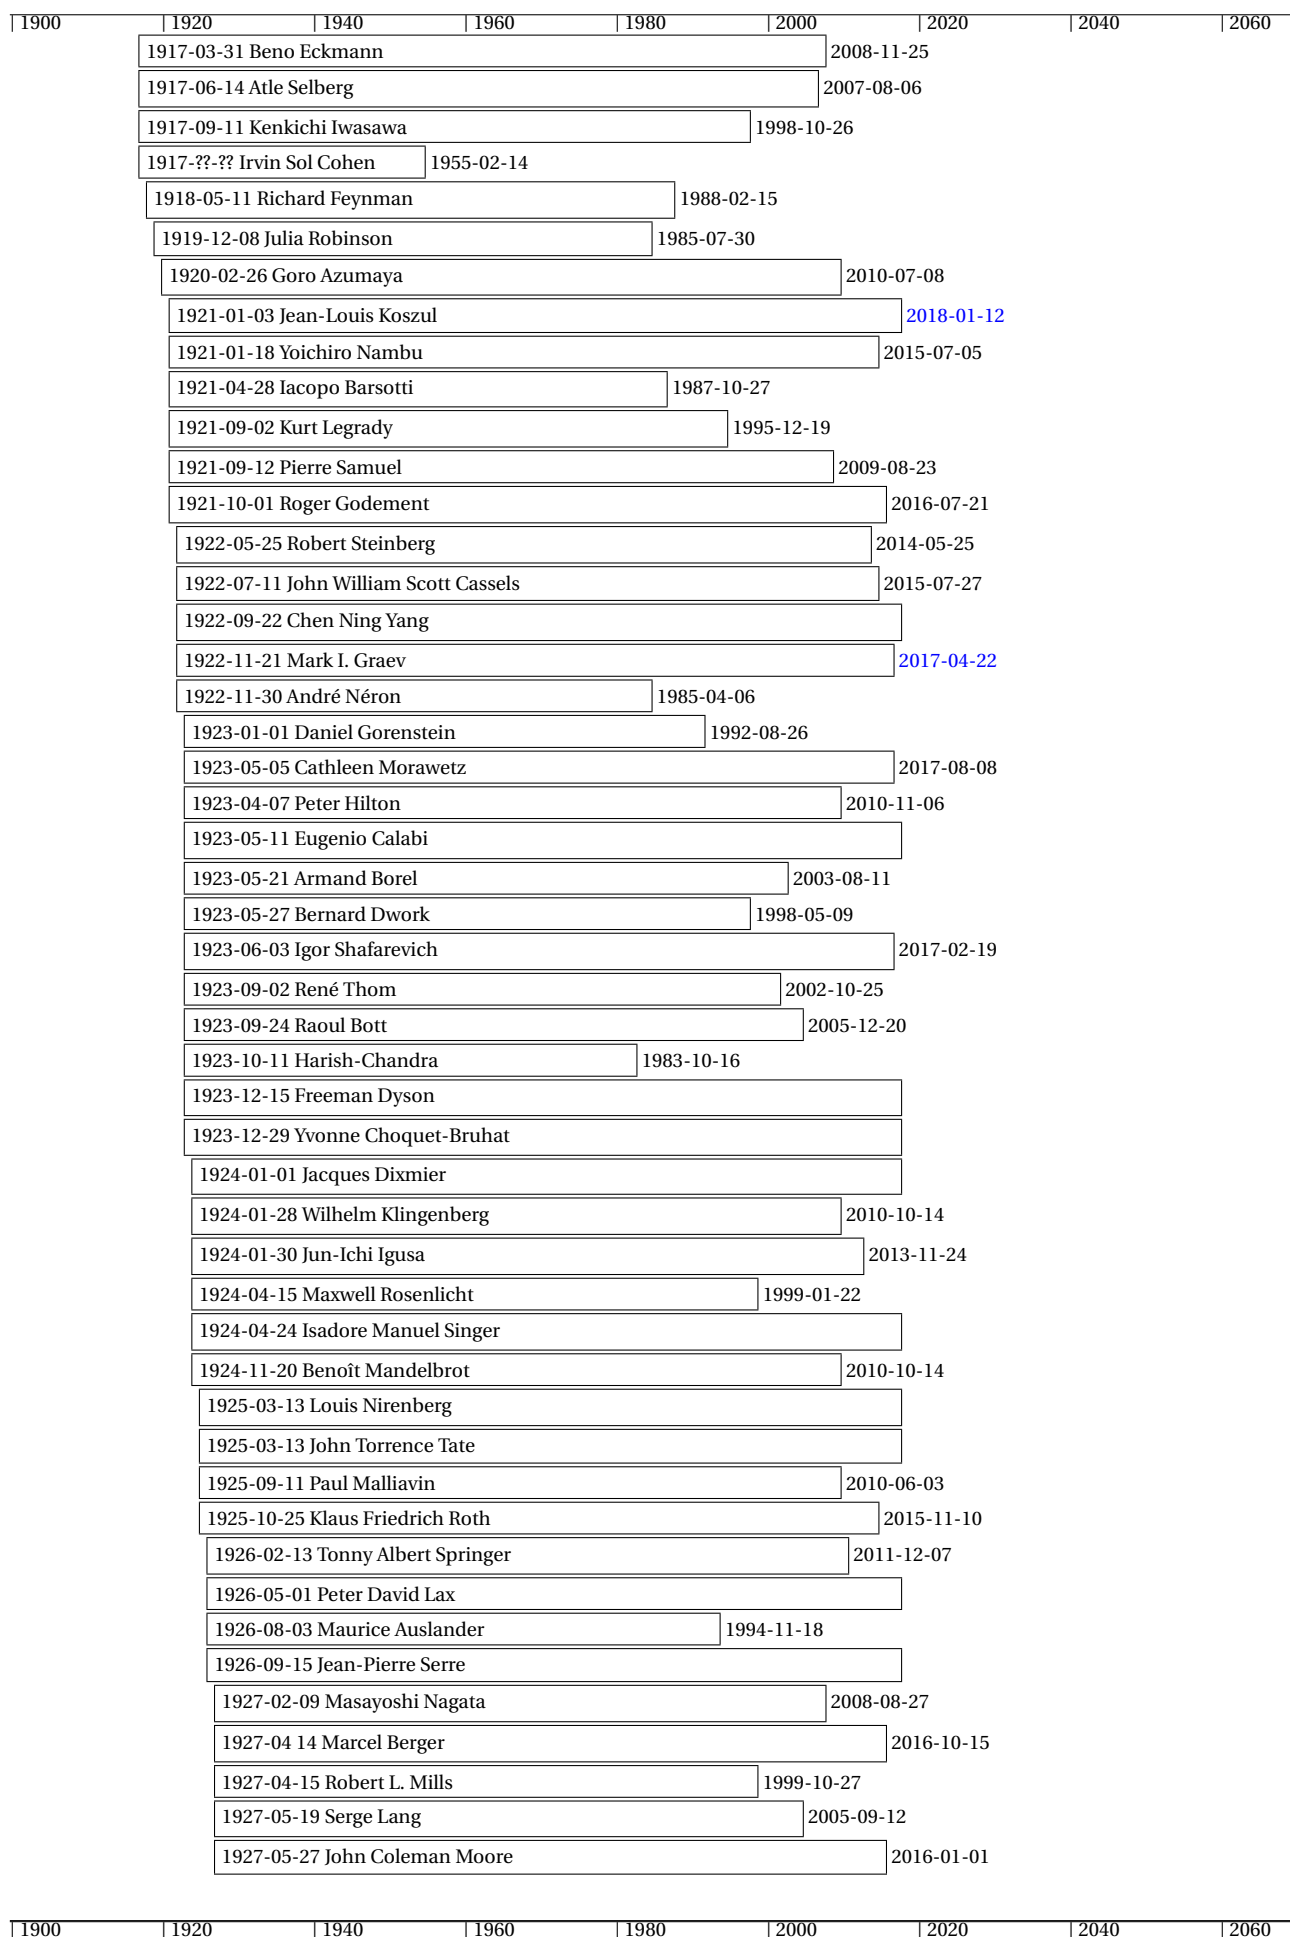 1900 1920 1940 1960 1980 2000 2020 2040 2060
1917-03-31 Beno Eckmann 2008-11-25
1917-06-14 Atle Selberg 2007-08-06
1917-09-11 Kenkichi Iwasawa 1998-10-26
1917-??-?? Irvin Sol Cohen 1955-02-14
1918-05-11 Richard Feynman 1988-02-15
1919-12-08 Julia Robinson 1985-07-30
1920-02-26 Goro Azumaya 2010-07-08
1921-01-03 Jean-Louis Koszul 2018-01-12
1921-01-18 Yoichiro Nambu 2015-07-05
1921-04-28 Iacopo Barsotti 1987-10-27
1921-09-02 Kurt Legrady 1995-12-19
1921-09-12 Pierre Samuel 2009-08-23
1921-10-01 Roger Godement 2016-07-21
1922-05-25 Robert Steinberg 2014-05-25
1922-07-11 John William Scott Cassels 2015-07-27
1922-09-22 Chen Ning Yang
1922-11-21 Mark I. Graev 2017-04-22
1922-11-30 André Néron 1985-04-06
1923-01-01 Daniel Gorenstein 1992-08-26
1923-05-05 Cathleen Morawetz 2017-08-08
1923-04-07 Peter Hilton 2010-11-06
1923-05-11 Eugenio Calabi
1923-05-21 Armand Borel 2003-08-11
1923-05-27 Bernard Dwork 1998-05-09
1923-06-03 Igor Shafarevich 2017-02-19
1923-09-02 René Thom 2002-10-25
1923-09-24 Raoul Bott 2005-12-20
1923-10-11 Harish-Chandra 1983-10-16
1923-12-15 Freeman Dyson
1923-12-29 Yvonne Choquet-Bruhat
1924-01-01 Jacques Dixmier
1924-01-28 Wilhelm Klingenberg 2010-10-14
1924-01-30 Jun-Ichi Igusa 2013-11-24
1924-04-15 Maxwell Rosenlicht 1999-01-22
1924-04-24 Isadore Manuel Singer
1924-11-20 Benoît Mandelbrot 2010-10-14
1925-03-13 Louis Nirenberg
1925-03-13 John Torrence Tate
1925-09-11 Paul Malliavin 2010-06-03
1925-10-25 Klaus Friedrich Roth 2015-11-10
1926-02-13 Tonny Albert Springer 2011-12-07
1926-05-01 Peter David Lax
1926-08-03 Maurice Auslander 1994-11-18
1926-09-15 Jean-Pierre Serre
1927-02-09 Masayoshi Nagata 2008-08-27
1927-04 14 Marcel Berger 2016-10-15
1927-04-15 Robert L. Mills 1999-10-27
1927-05-19 Serge Lang 2005-09-12
1927-05-27 John Coleman Moore 2016-01-01
1900 1920 1940 1960 1980 2000 2020 2040 2060